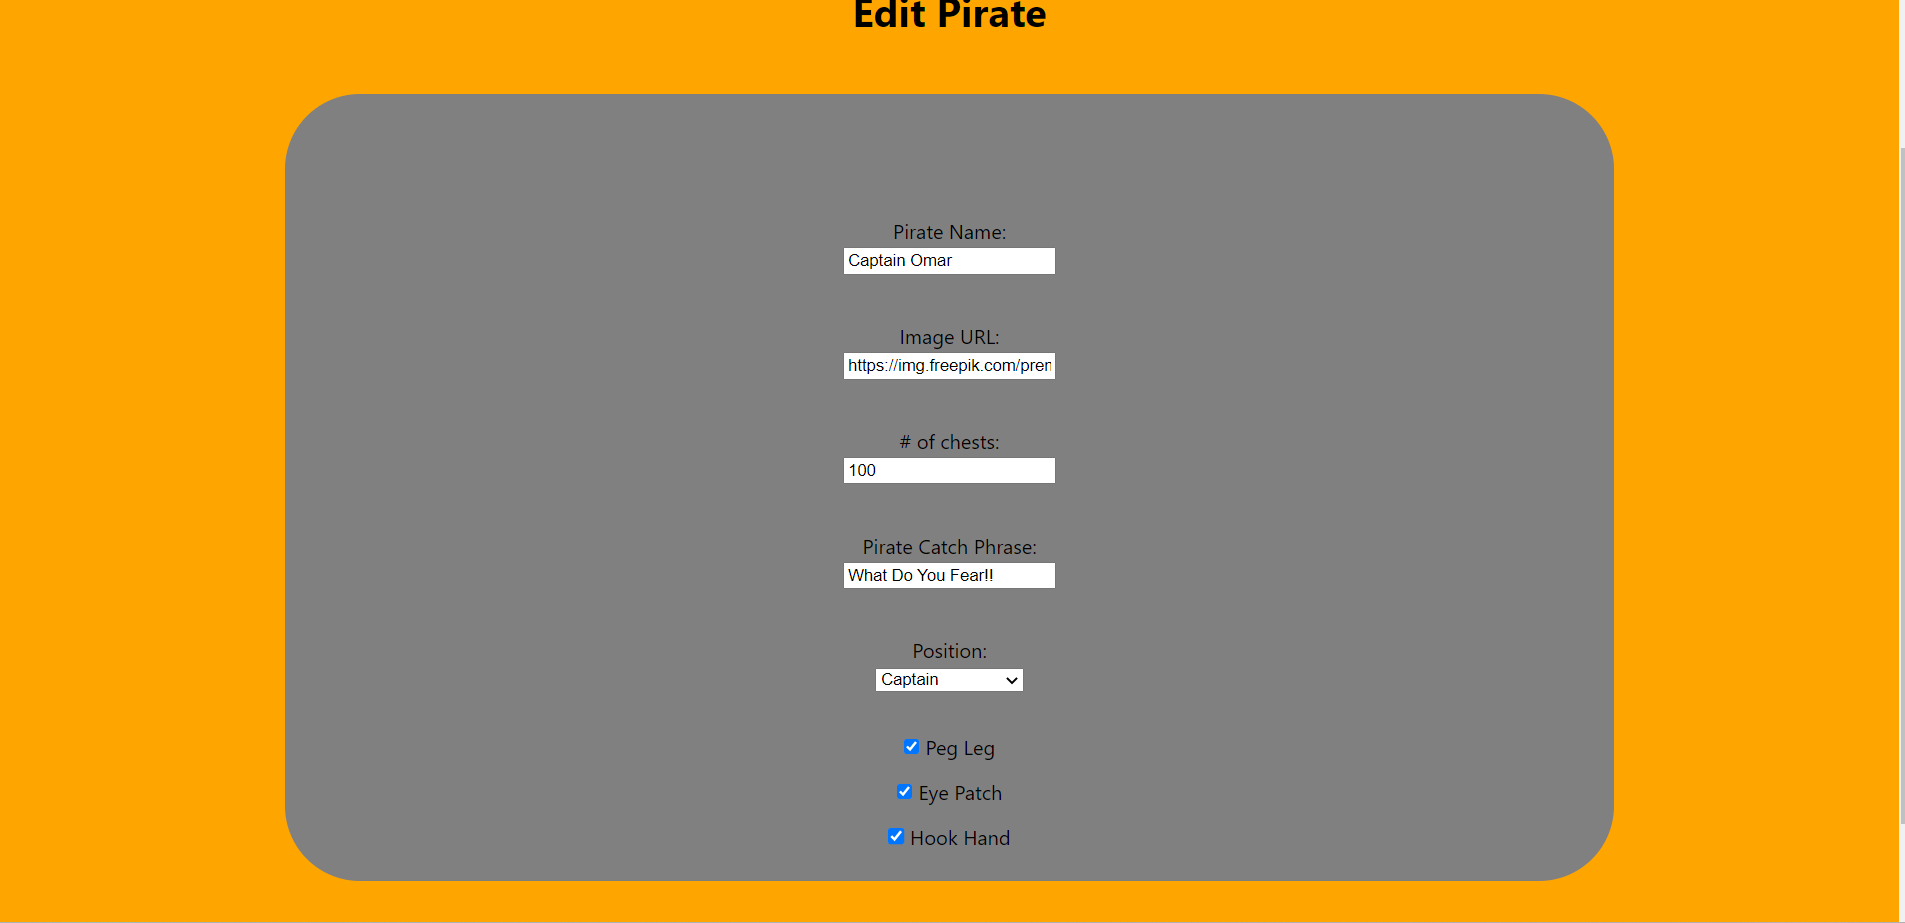 Edit Pirate
Pirate Name:
Captain Omar
Image URL:
https://img.freepik.com/prer
# of chests:
100
Pirate Catch Phrase:
What Do You Fear!!
Position:
Captain
Peg Leg
Eye Patch
Hook Hand